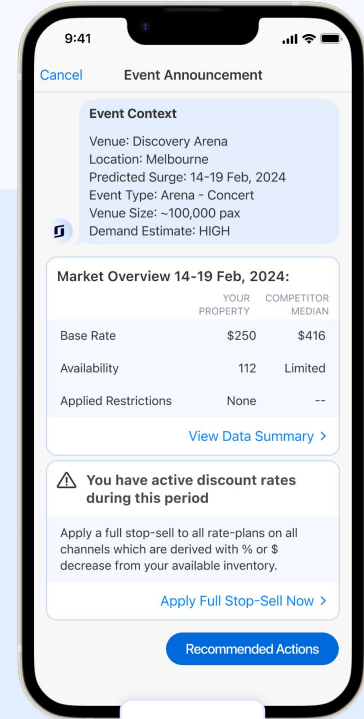 9:41
Cancel Event Announcement
Event Context
Venue: Discovery Arena
Location: Melbourne
Predicted Surge: 14-19 Feb, 2024
Event Type: Arena - Concert
Venue Size: ~100,000 pax
Demand Estimate: HIGH
Market Overview 14-19 Feb, 2024:
YOUR PROPERTY COMPETITOR MEDIAN
Base Rate $250 $416
Availability 112 Limited
Applied Restrictions None --
View Data Summary >
You have active discount rates
during this period
Apply a full stop-sell to all rate-plans on all
channels which are derived with % or $
decrease from your available inventory.
Apply Full Stop-Sell Now >
Recommended Actions